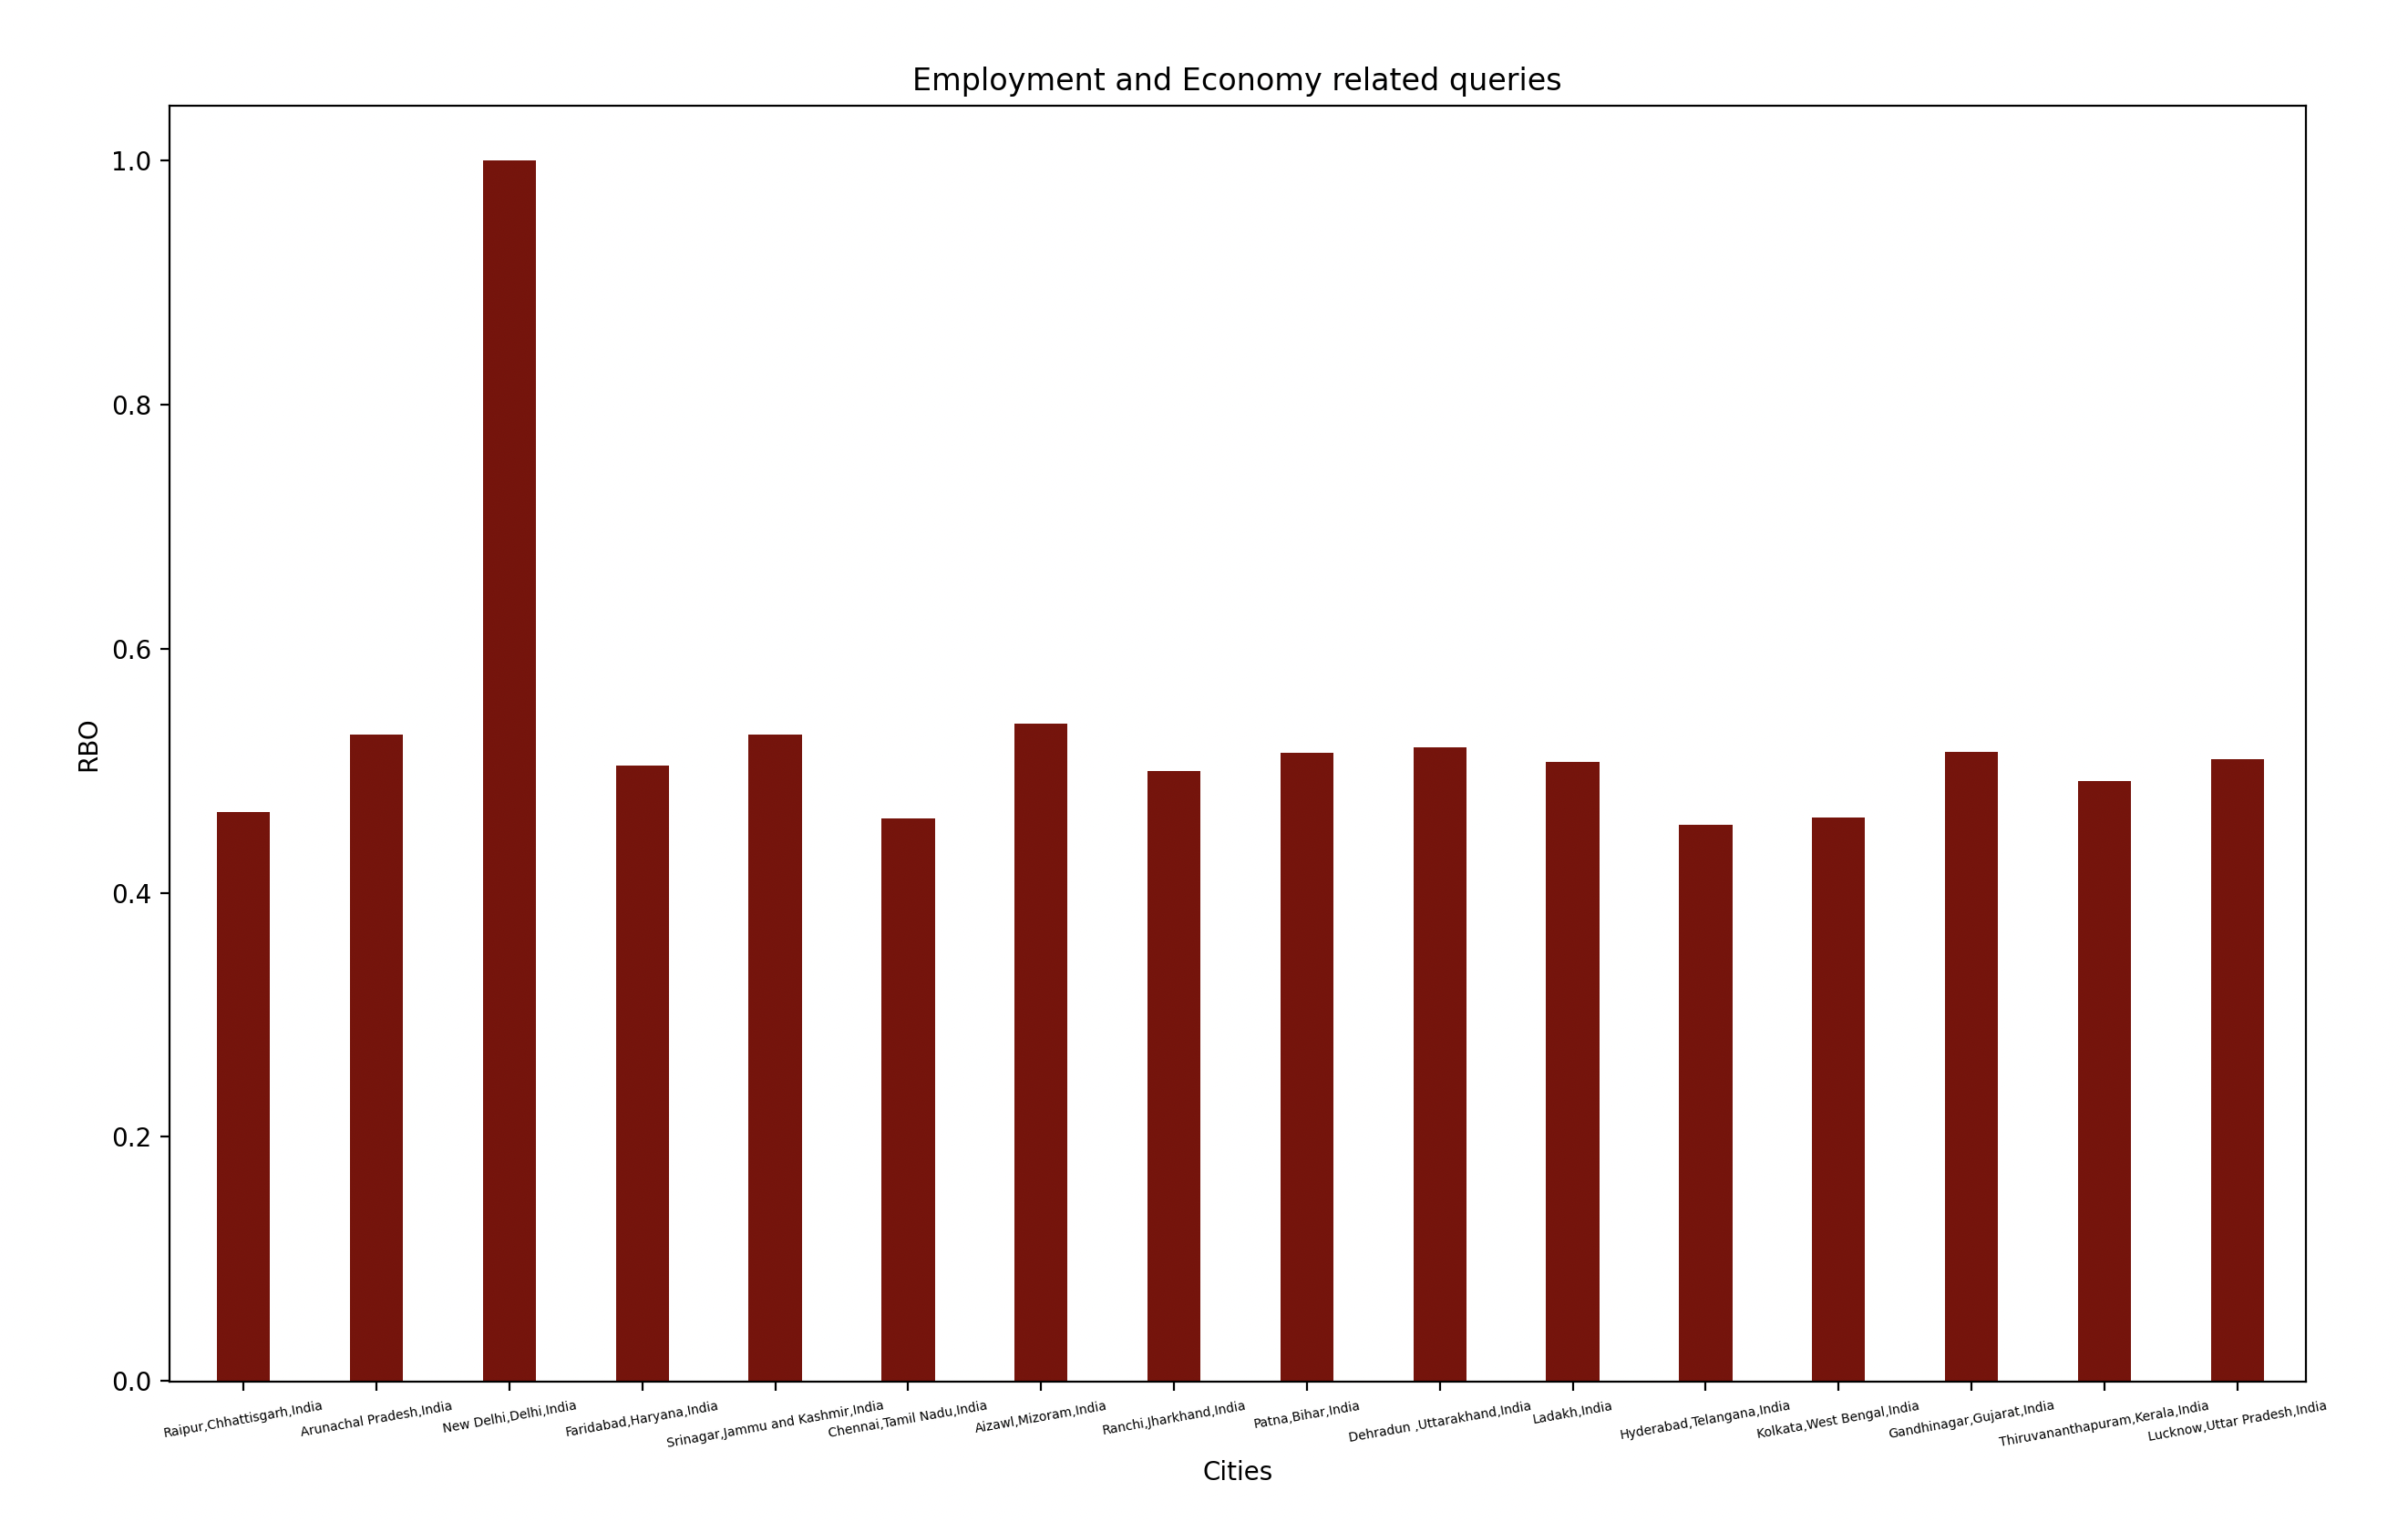 Employment and Economy related queries
1.0
0.8
0.6
0.4
0.2
0.0
RBO
Raipur,Chhattisgarh,India
Arunachal Pradesh,India
New Delhi,Delhi,India
Faridabad,Haryana,India
Srinagar,Jammu and Kashmir,India
Chennai,Tamil Nadu,India
Aizawl,Mizoram,India
Ranchi,Jharkhand,India
Patna,Bihar,India
Dehradun ,Uttarakhand,India
Ladakh,India
Hyderabad,Telangana,India
Kolkata,West Bengal,India
Gandhinagar,Gujarat,India
Thiruvananthapuram,Kerala,India
Lucknow,Uttar Pradesh,India
Cities